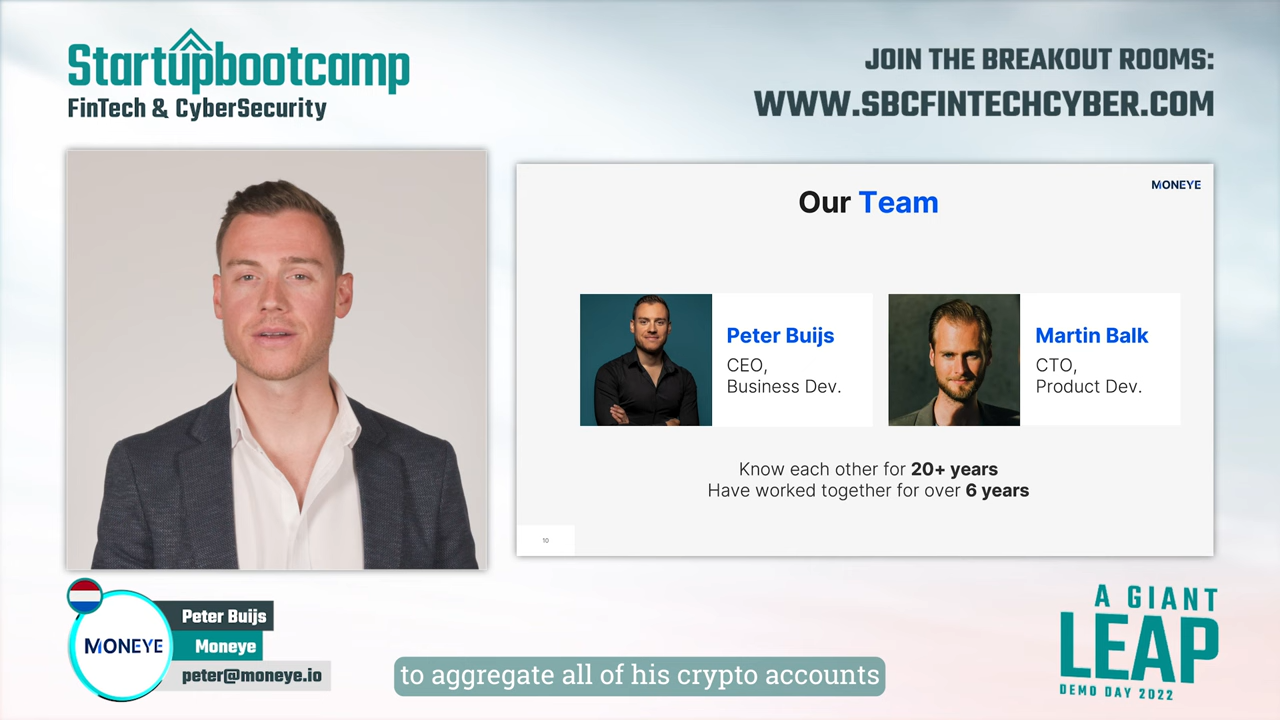 Startupbootcamp
FinTech & CyberSecurity
JOIN THE BREAKOUT ROOMS:
WWW.SBCFINTECHCYBER.COM
MONEYE
Our Team
Peter Buijs
CEO,
Business Dev.
Martin Balk
CTO,
Product Dev.
Know each other for 20+ years
Have worked together for over 6 years
10
MONEYE
Peter Buijs
Moneye
peter@moneye.io
to aggregate all of his crypto accounts
A GIANT
LEAP
DEMO DAY 2022